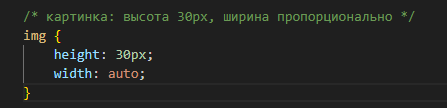 /* картинка: высота 30px, ширина пропорционально */
img {
    height: 30px;
    width: auto;
}